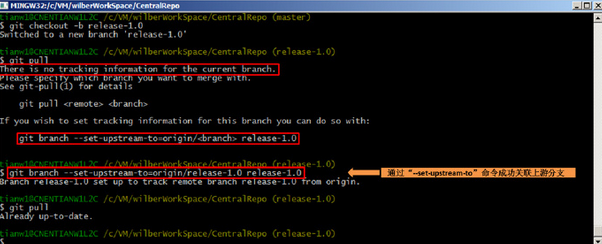 MINGW32:/c/VM/wilberWorkSpace/CentralRepo
tianw1@CNENTIANW1L2C /c/VM/wilberWorkSpace/CentralRepo (master)
$ git checkout -b release-1.0
Switched to a new branch 'release-1.0'
tianw1@CNENTIANW1L2C /c/VM/wilberWorkSpace/CentralRepo (release-1.0)
$ git pull
There is no tracking information for the current branch.
Please specify which branch you want to merge with.
See git-pull(1) for details
git pull <remote> <branch>
If you wish to set tracking information for this branch you can do so with:
git branch --set-upstream-to=origin/<branch> release-1.0
tianw1@CNENTIANW1L2C /c/VM/wilberWorkSpace/CentralRepo (release-1.0)
$ git branch --set-upstream-to=origin/release-1.0 release-1.0
通过“--set-upstream-to”命令成功关联上游分支
Branch release-1.0 set up to track remote branch release-1.0 from origin.
tianw1@CNENTIANW1L2C /c/VM/wilberWorkSpace/CentralRepo (release-1.0)
$ git pull
Already up-to-date.
tianw1@CNENTIANW1L2C /c/VM/wilberWorkSpace/CentralRepo (release-1.0)